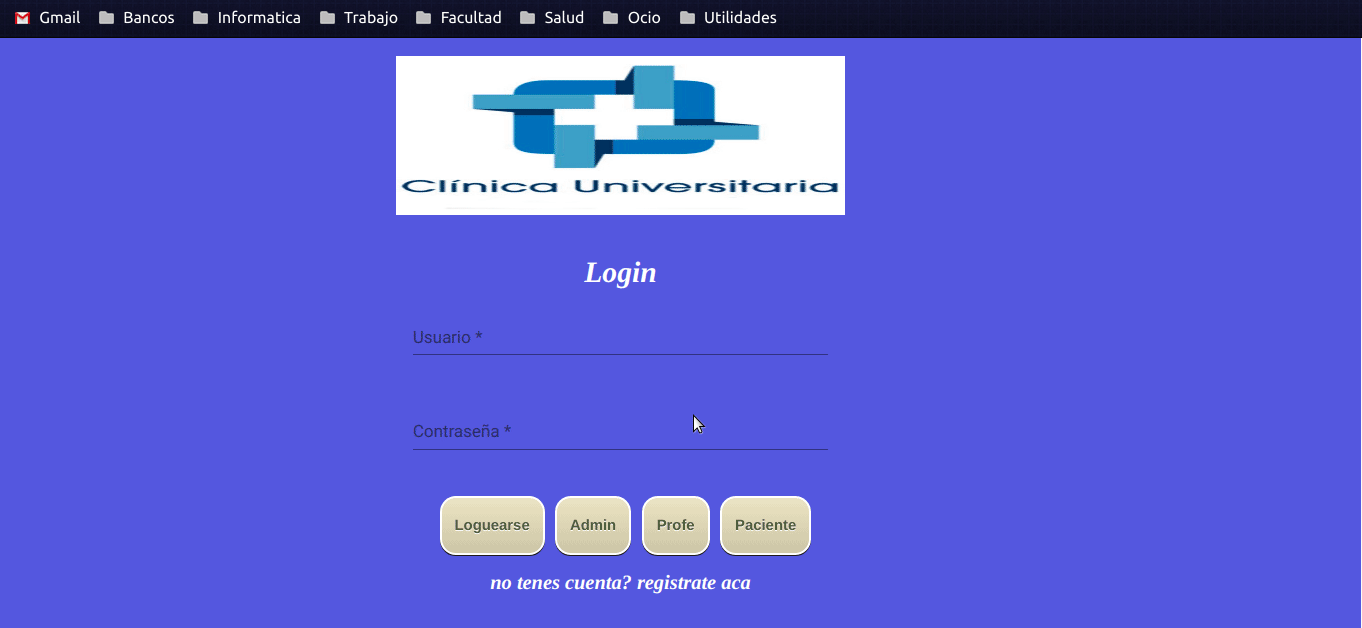 Gmail Bancos Informatica Trabajo Facultad Salud Ocio Utilidades
Clínica Universitaria
Login
Usuario *
Contraseña *
Loguearse Admin Profe Paciente
no tenes cuenta? registrate aca